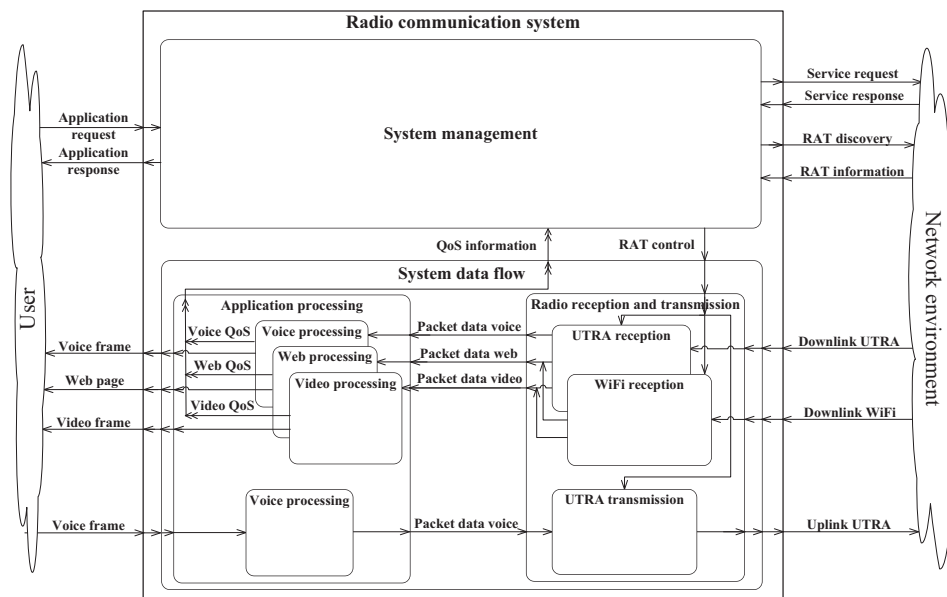 Radio communication system
System management
Application
request
Application
response
Service request
Service response
RAT discovery
RAT information
QoS information
RAT control
System data flow
Application processing
Radio reception and transmission
Voice QoS
Voice processing
Packet data voice
UTRA reception
Voice frame
Downlink UTRA
Web QoS
Web processing
Packet data web
Web page
Video processing
Packet data video
WiFi reception
Video QoS
Video frame
Downlink WiFi
Voice processing
UTRA transmission
Voice frame
Packet data voice
Uplink UTRA
User
Network environment